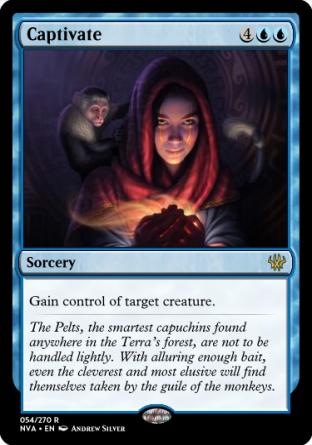 Captivate 4
Sorcery
Gain control of target creature.
The Pelts, the smartest capuchins found
anywhere in the Terra's forest, are not to be
handled lightly. With alluring enough bait,
even the cleverest and most elusive will find
themselves taken by the guile of the monkeys.
054/270 R
NVA • EN Andrew Silver